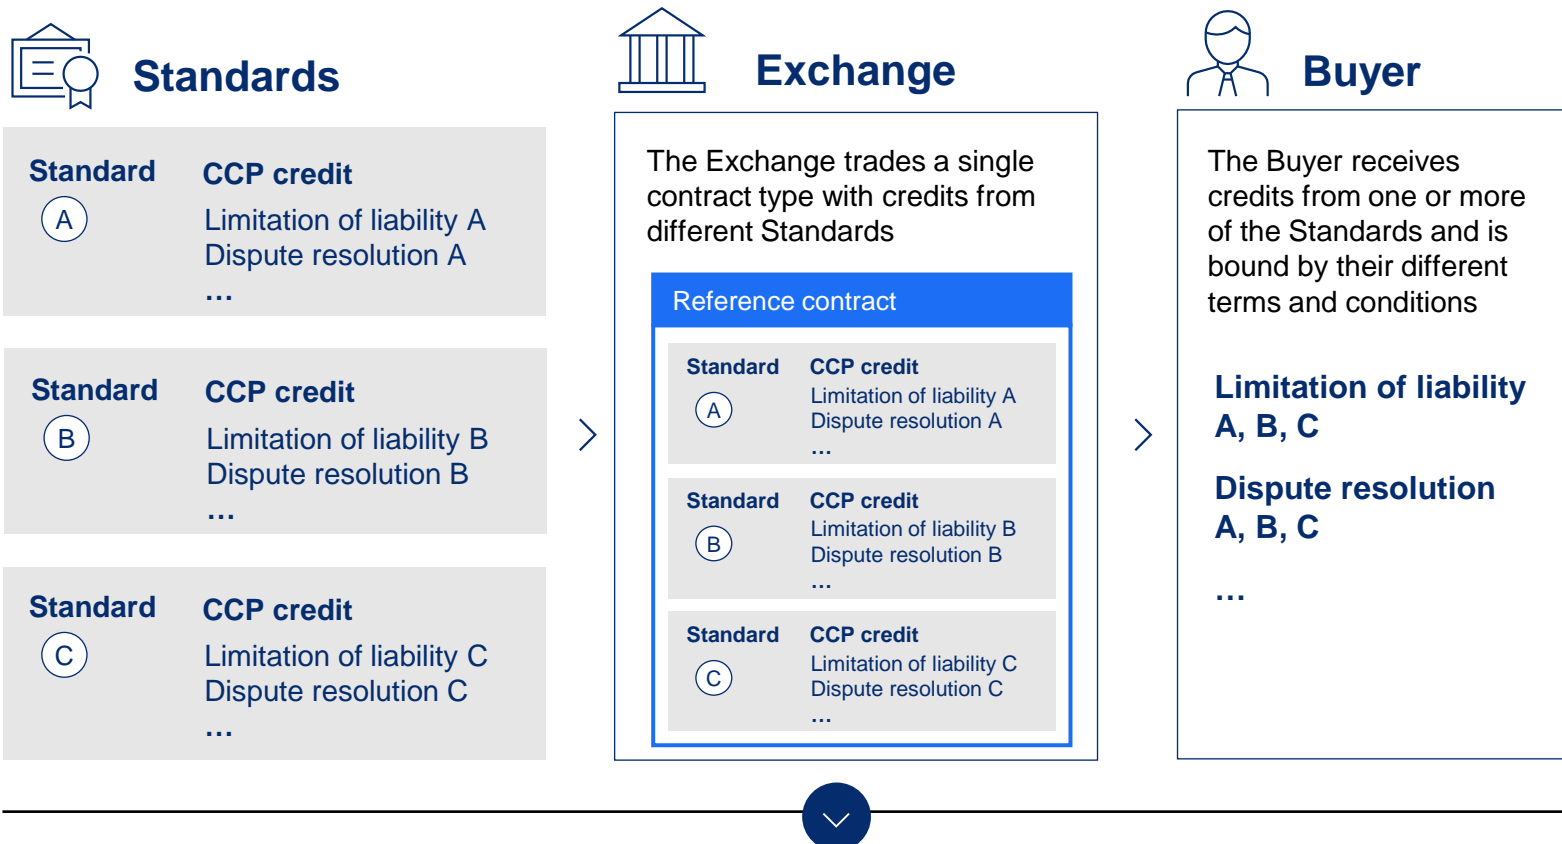 Standards
Standard
A
CCP credit
Limitation of liability A
Dispute resolution A
…
Standard
B
CCP credit
Limitation of liability B
Dispute resolution B
…
Standard
C
CCP credit
Limitation of liability C
Dispute resolution C
…
Exchange
The Exchange trades a single
contract type with credits from
different Standards
Reference contract
Standard
A
CCP credit
Limitation of liability A
Dispute resolution A
…
Standard
B
CCP credit
Limitation of liability B
Dispute resolution B
…
Standard
C
CCP credit
Limitation of liability C
Dispute resolution C
…
Buyer
The Buyer receives
credits from one or more
of the Standards and is
bound by their different
terms and conditions
Limitation of liability
A, B, C
Dispute resolution
A, B, C
…